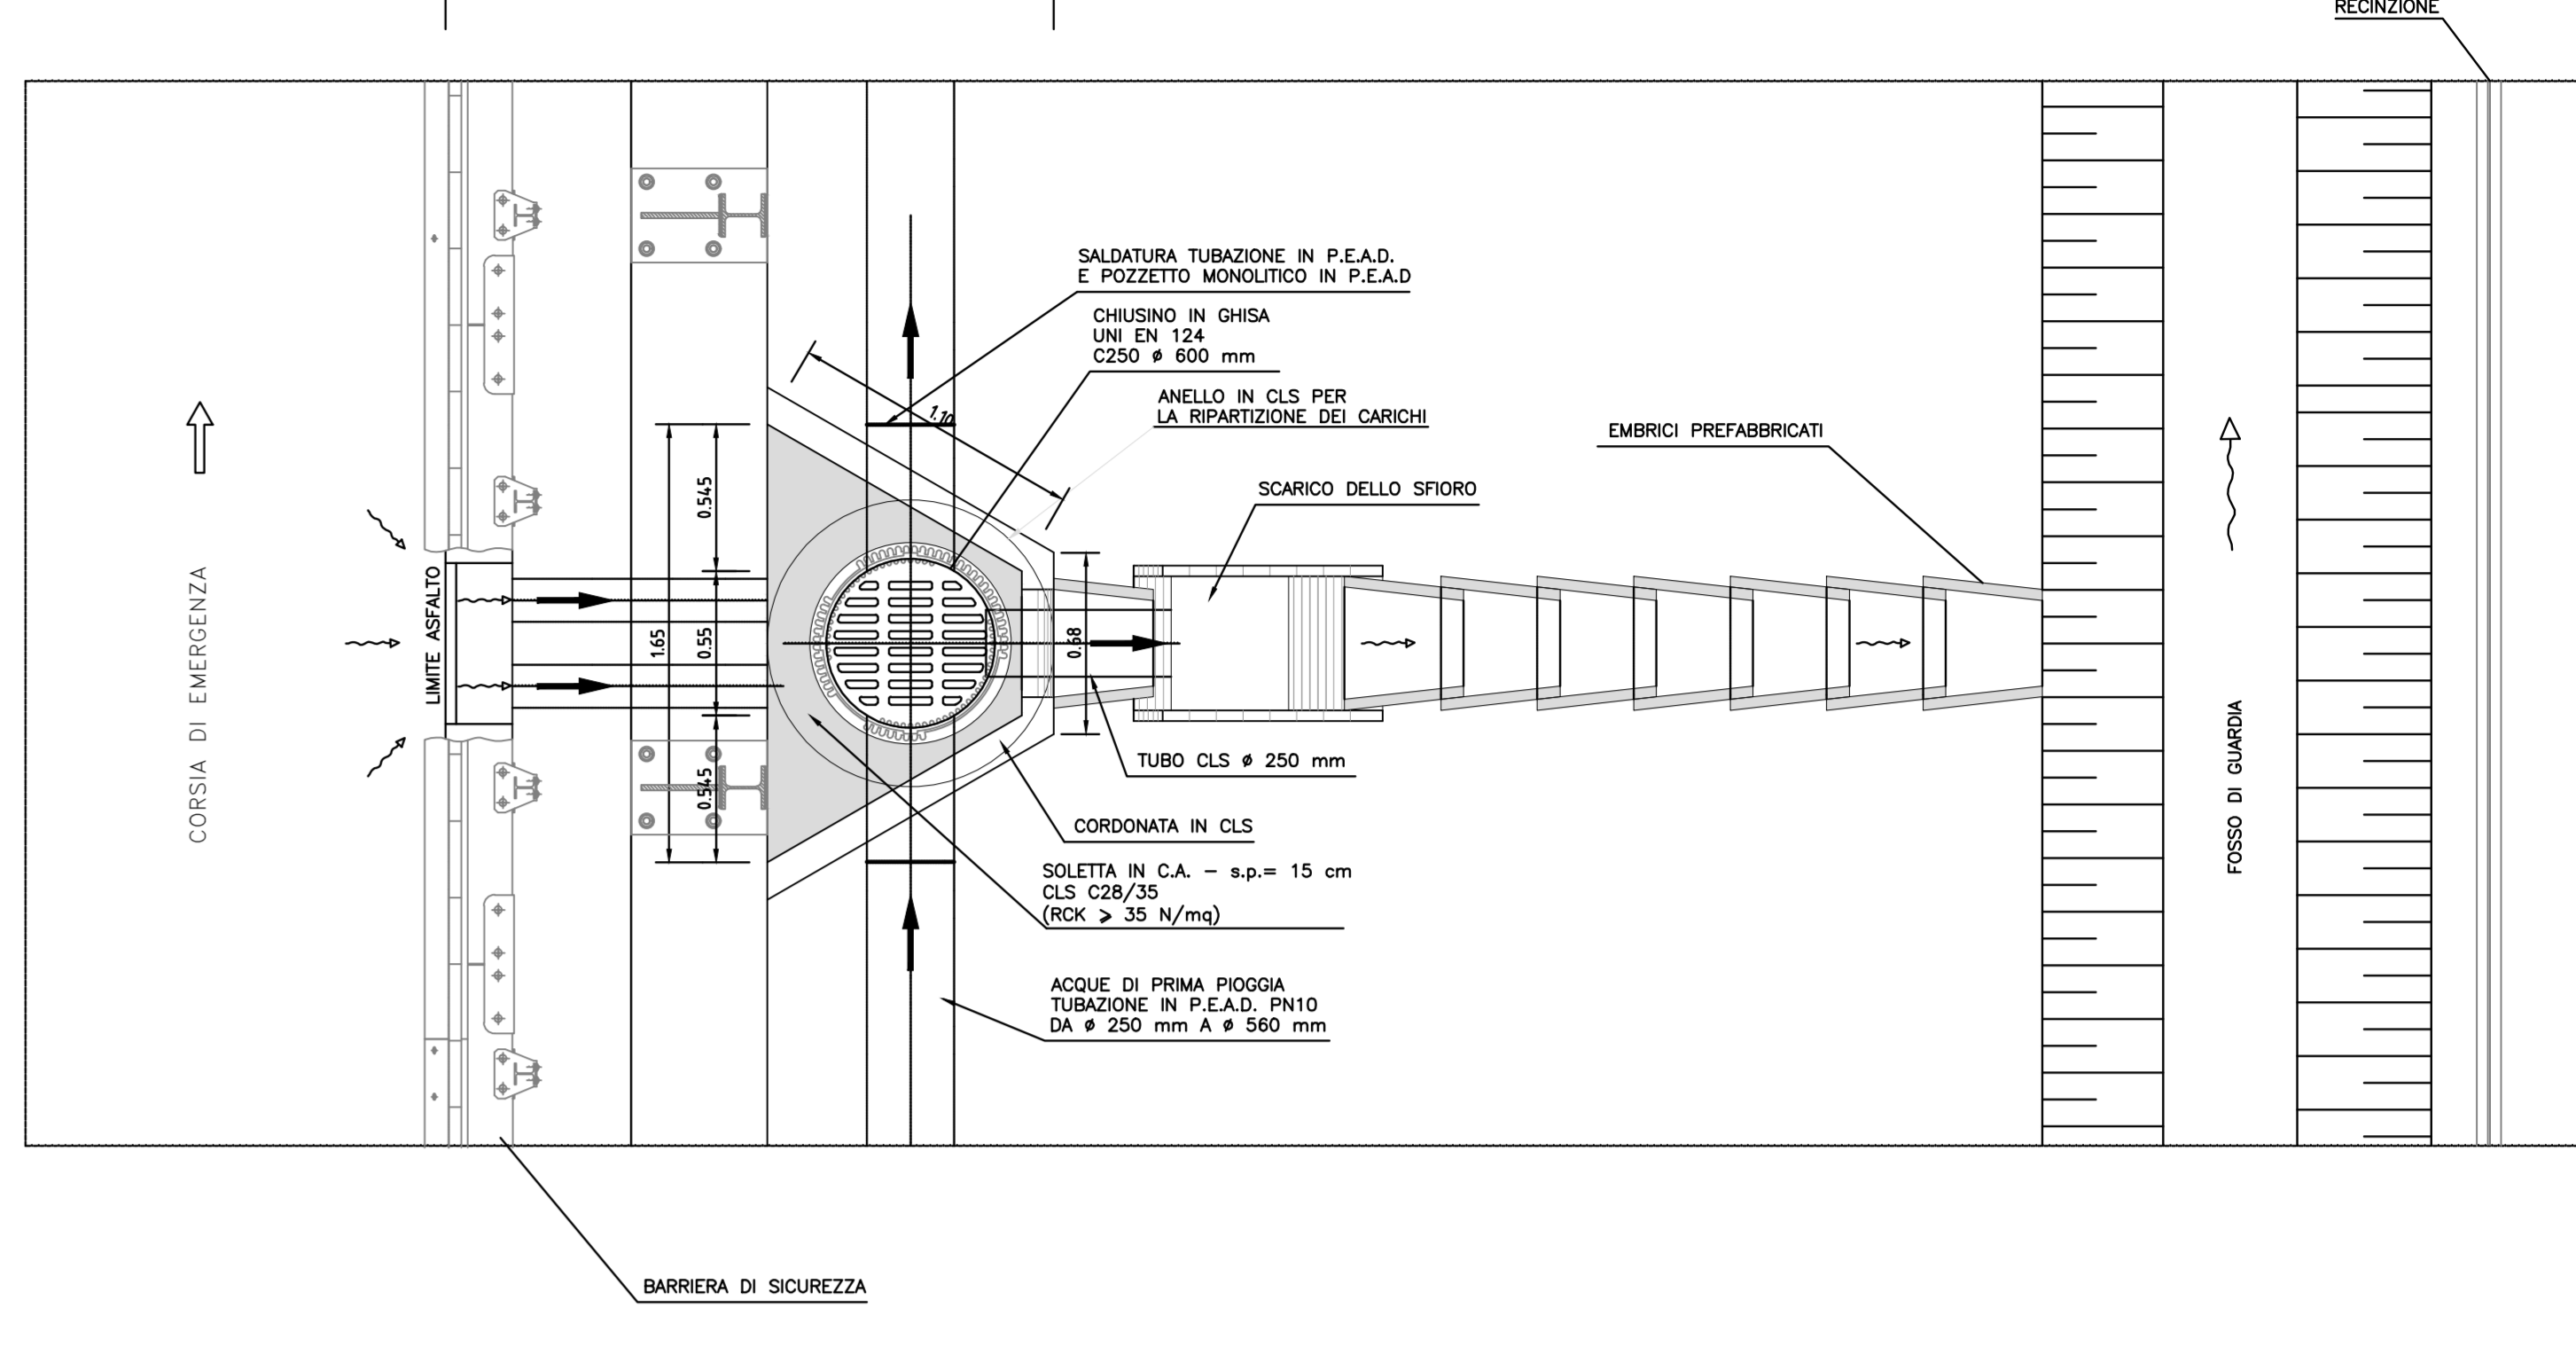 RECINZIONE
SALDATURA TUBAZIONE IN P.E.A.D.
E POZZETTO MONOLITICO IN P.E.A.D
CHIUSINO IN GHISA
UNI EN 124
C250 ø 600 mm
ANELLO IN CLS PER
LA RIPARTIZIONE DEI CARICHI
1.10
EMBRICI PREFABBRICATI
SCARICO DELLO SFIORO
CORSIA DI EMERGENZA
LIMITE ASFALTO
1.65
0.545
0.55
0.545
0.68
FOSSO DI GUARDIA
TUBO CLS ø 250 mm
CORDONATA IN CLS
SOLETTA IN C.A. – s.p.= 15 cm
CLS C28/35
(RCK ⩾ 35 N/mq)
ACQUE DI PRIMA PIOGGIA
TUBAZIONE IN P.E.A.D. PN10
DA ø 250 mm A ø 560 mm
BARRIERA DI SICUREZZA